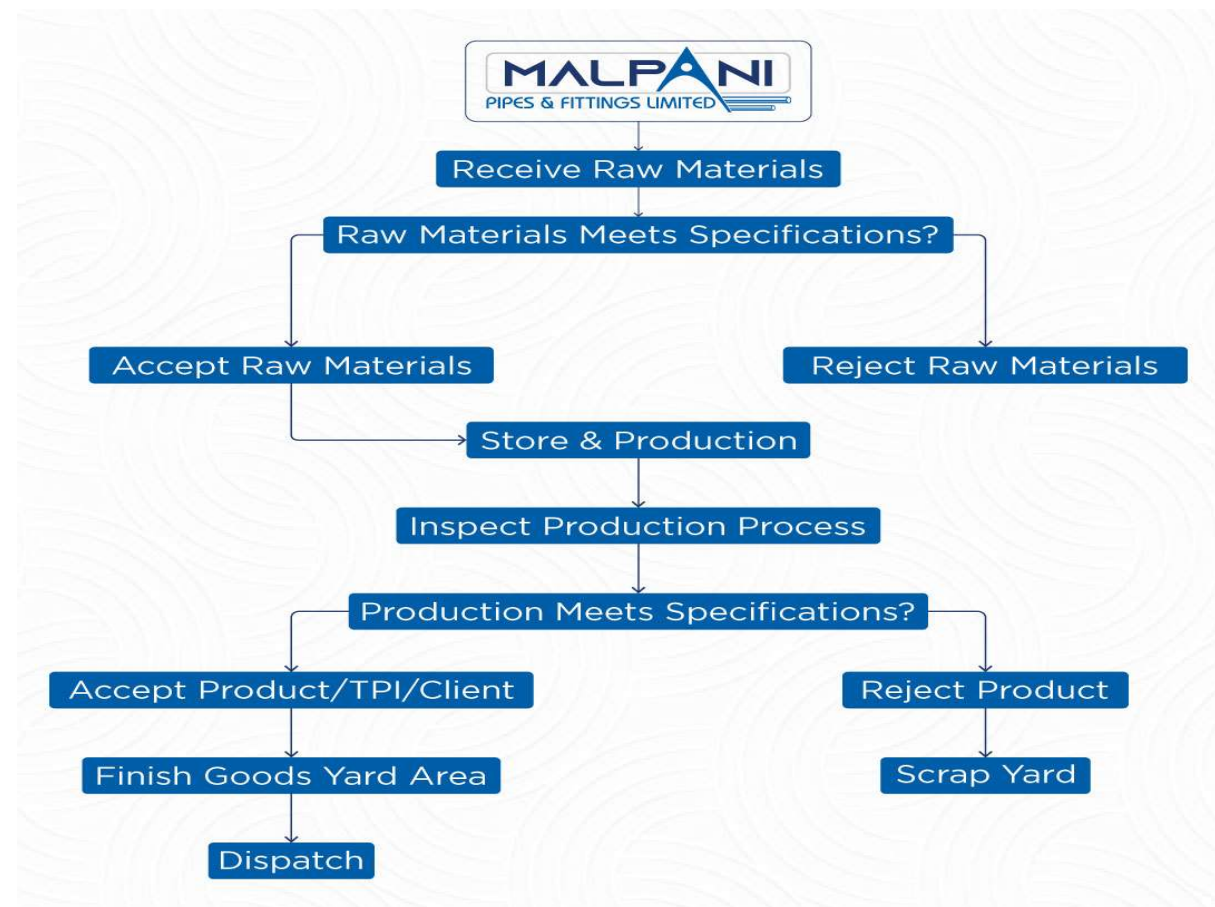 MALPANI
PIPES & FITTINGS LIMITED
Receive Raw Materials
Raw Materials Meets Specifications?
Accept Raw Materials
Reject Raw Materials
Store & Production
Inspect Production Process
Production Meets Specifications?
Accept Product/TPI/Client
Reject Product
Finish Goods Yard Area
Scrap Yard
Dispatch